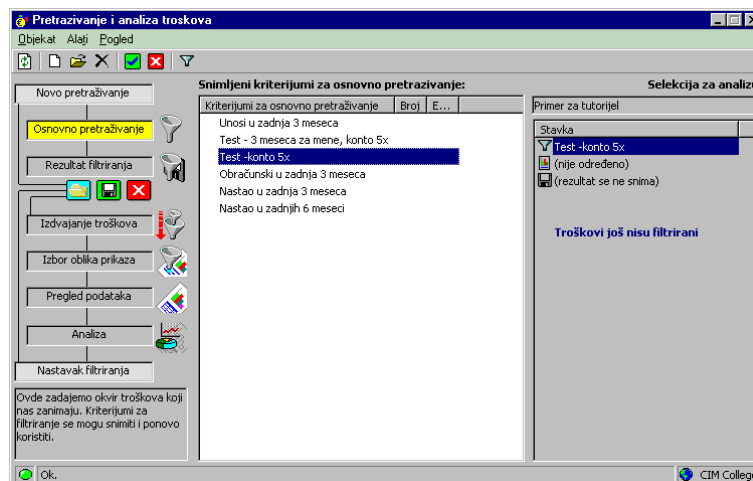 Pretrazivanje i analiza troskova
Objekat Alati Pogled
Novo pretraživanje
Osnovno pretraživanje
Rezultat filtriranja
Izdvajanje troškova
Izbor oblika prikaza
Pregled podataka
Analiza
Nastavak filtriranja
Ovde zadajemo okvir troškova koji
nas zanimaju. Kriterijumi za
filtriranje se mogu snimiti i ponovo
koristiti.
Snimljeni kriterijumi za osnovno pretrazivanje:
Kriterijumi za osnovno pretraživanje Broj E...
Unosi u zadnja 3 meseca
Test - 3 meseca za mene, konto 5x
Test -konto 5x
Obračunski u zadnja 3 meseca
Nastao u zadnja 3 meseca
Nastao u zadnjih 6 meseci
Selekcija za analizu
Primer za tutorijel
Stavka
Test -konto 5x
(nije određeno)
(rezultat se ne snima)
Troškovi još nisu filtrirani
Ok.
CIM College